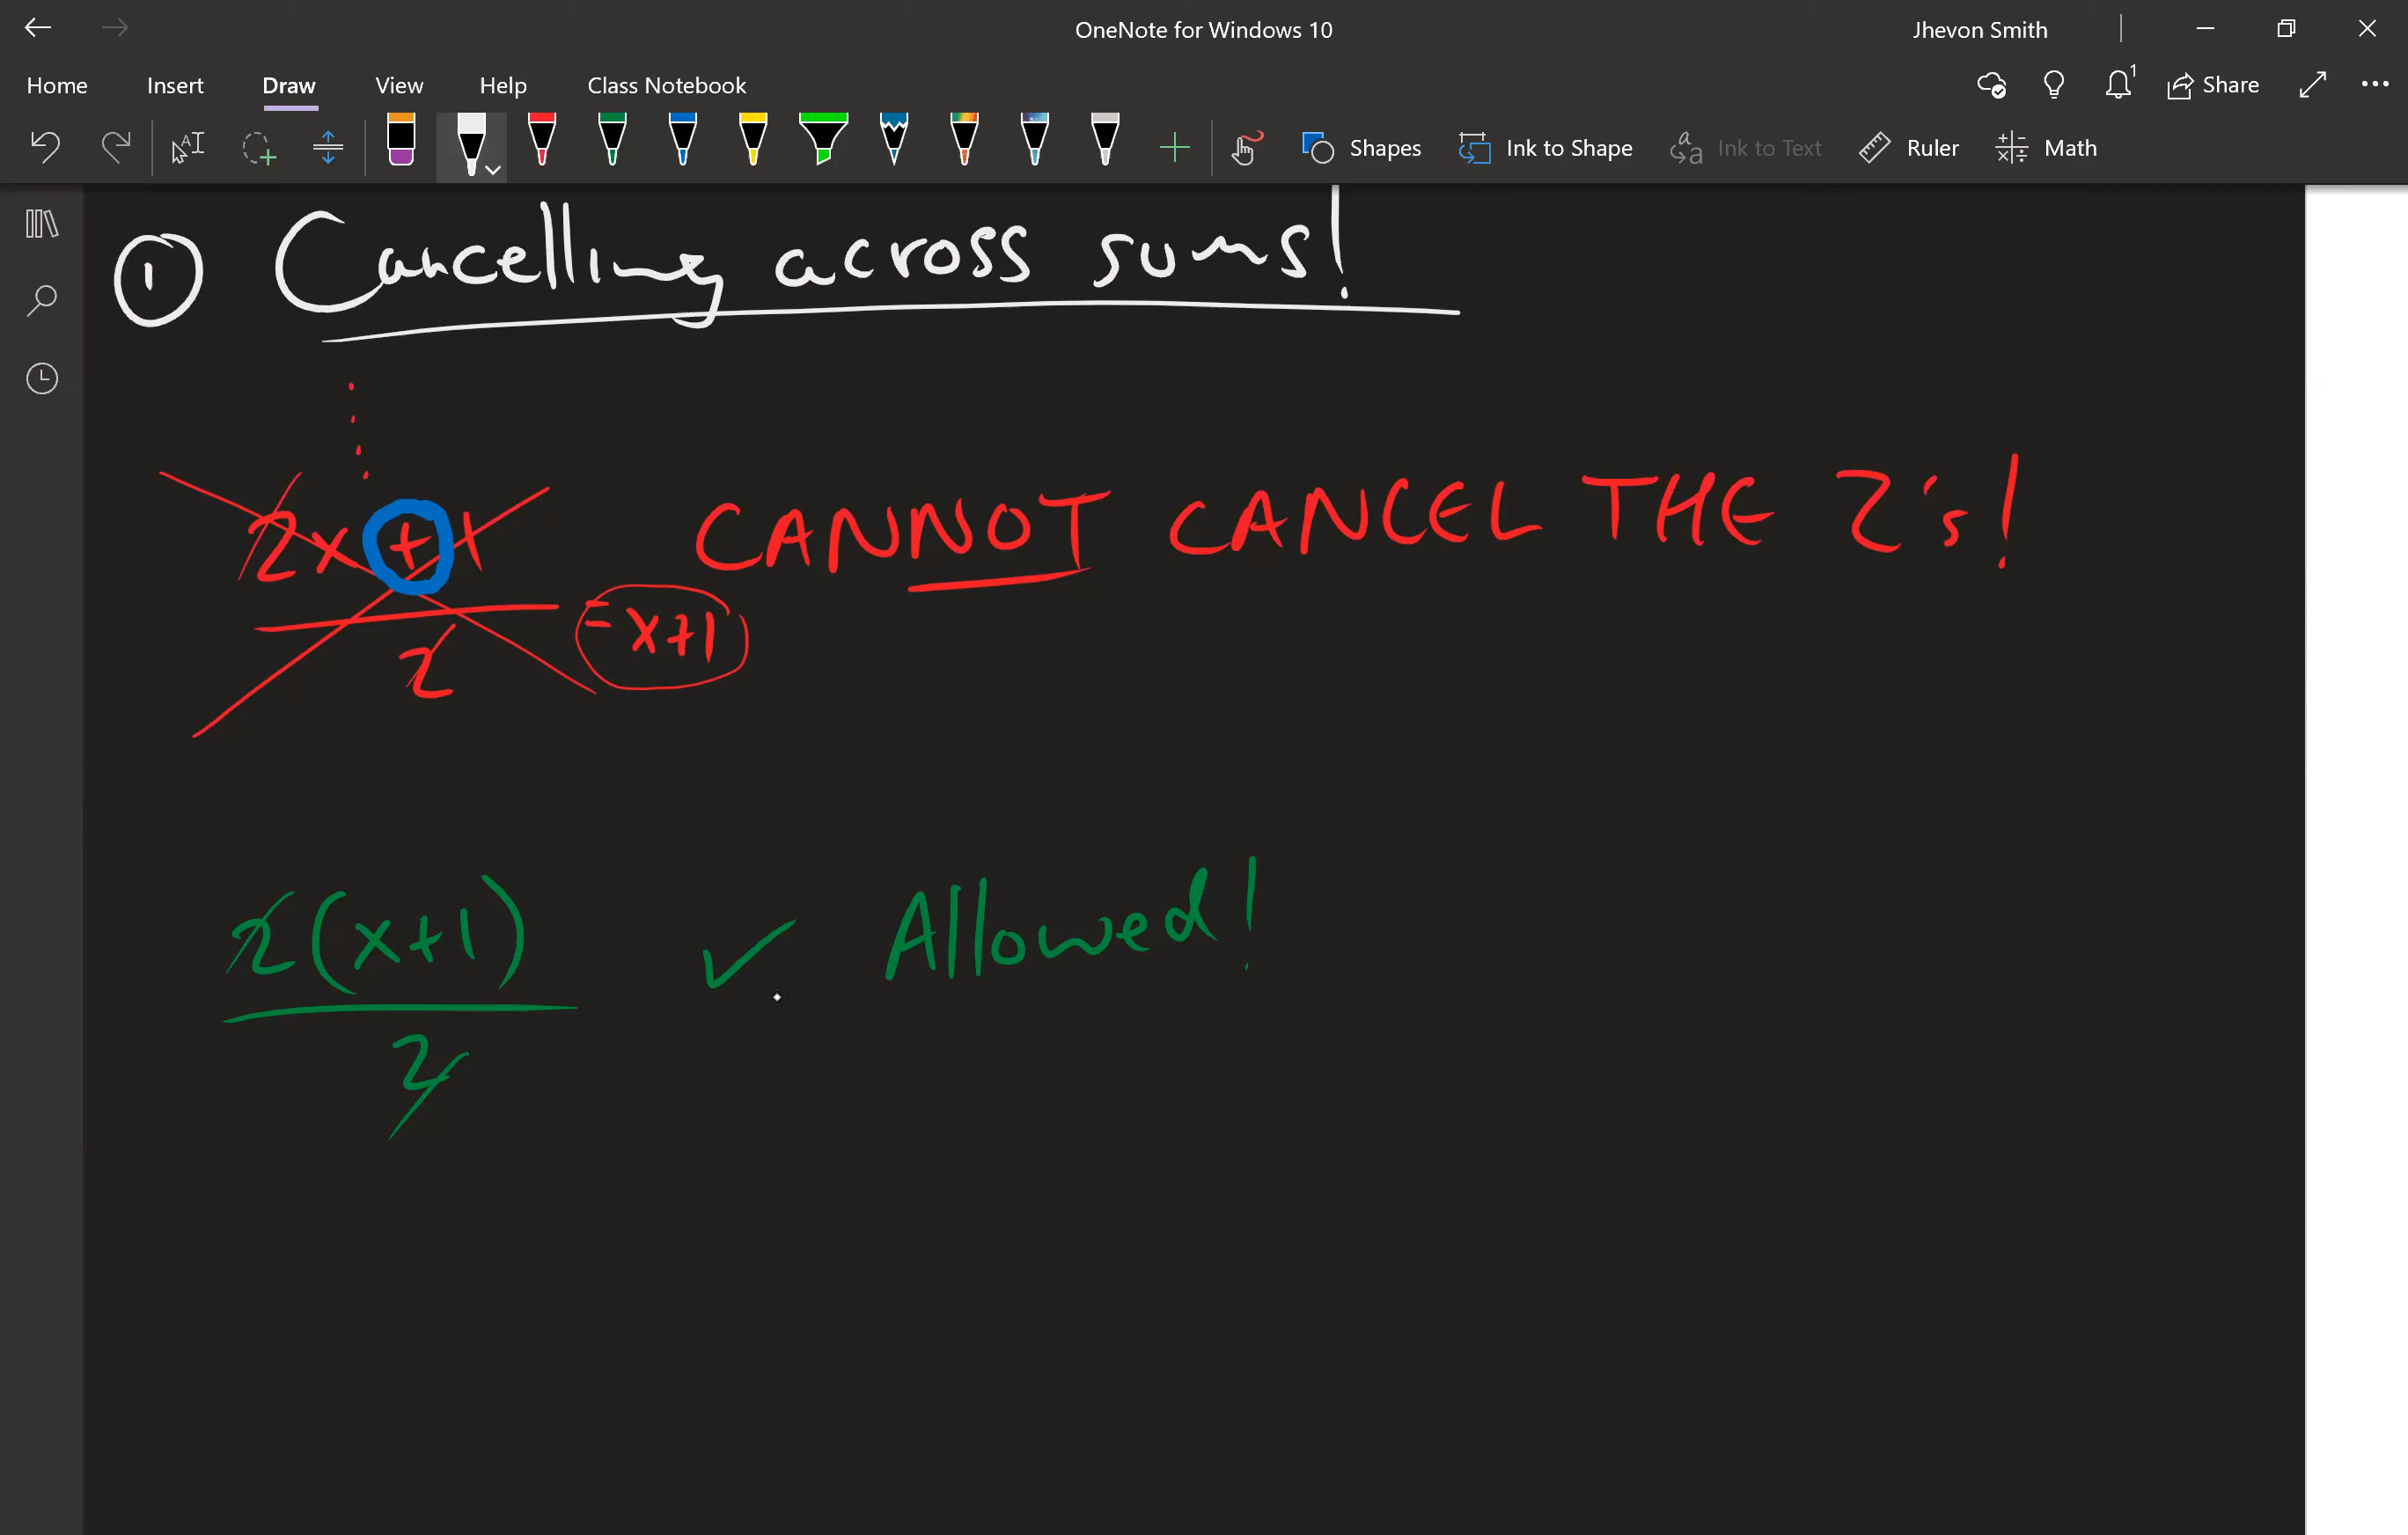 OneNote for Windows 10
Jhevon Smith
Home Insert Draw View Help Class Notebook
1 Share
Shapes Ink to Shape Ink to Text Ruler Math
① Cancelling across sums!
2x + 1
2
= x+1
CANNOT CANCEL THE 2's!
2(x+1)
2
✓ Allowed!